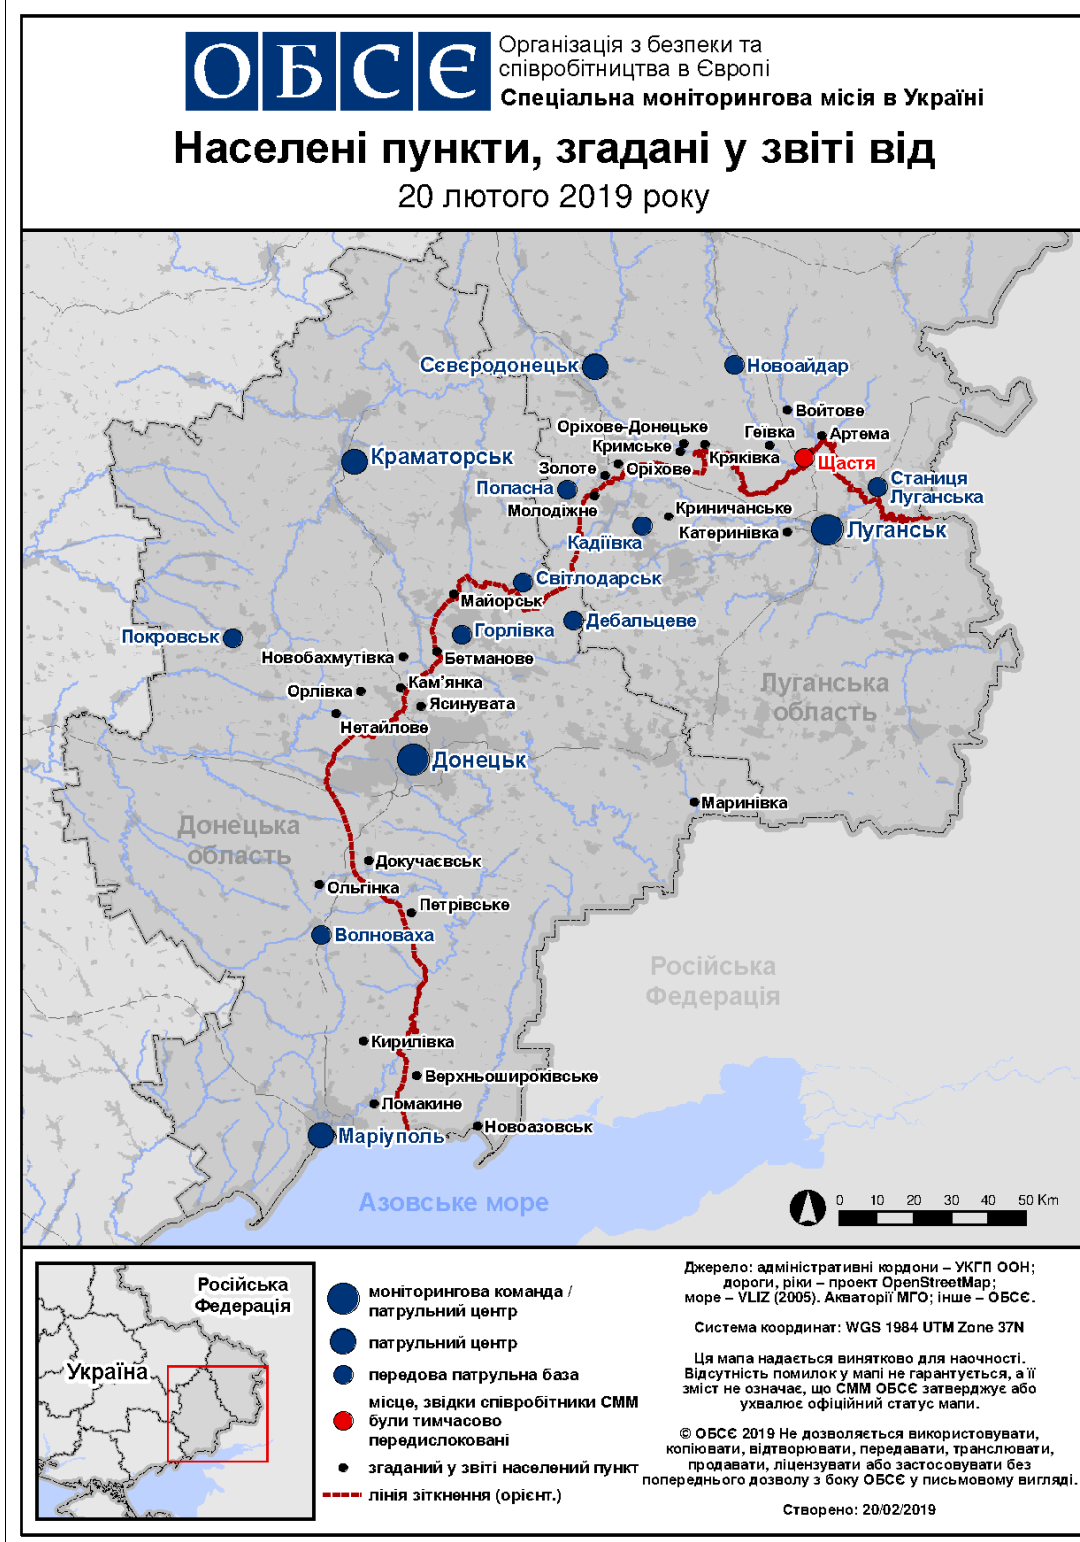 ОБСЄ
Організація з безпеки та
співробітництва в Європі
Спеціальна моніторингова місія в Україні
Населені пункти, згадані у звіті від
20 лютого 2019 року
Сєвєродонецьк
Новоайдар
Войтове
Оріхове-Донецьке
Геївка
Артема
Кримське
Кряківка
Щастя
Краматорськ
Золоте
Оріхове
Станиця
Луганська
Попасна
Молодіжне
Криничанське
Катеринівка
Луганськ
Кадіївка
Світлодарськ
Майорськ
Дебальцеве
Горлівка
Покровськ
Новобахмутівка
Бетманове
Кам'янка
Орлівка
Ясинувата
Луганська
область
Нетайлове
Донецьк
Маринівка
Донецька
область
Докучаєвськ
Ольгінка
Петрівське
Волноваха
Російська
Федерація
Кирилівка
Верхньошироківське
Ломакине
Новоазовськ
Маріуполь
Азовське море
0 10 20 30 40 50 Km
Російська
Федерація
Україна
моніторингова команда /
патрульний центр
патрульний центр
передова патрульна база
місце, звідки співробітники СММ
були тимчасово
передислоковані
згаданий у звіті населений пункт
лінія зіткнення (орієнт.)
Джерело: адміністративні кордони – УКГП ООН;
дороги, ріки – проект OpenStreetMap;
море – VLIZ (2005). Акваторії МГО; інше – ОБСЄ.
Система координат: WGS 1984 UTM Zone 37N
Ця мапа надається винятково для наочності.
Відсутність помилок у мапі не гарантується, а її
зміст не означає, що СММ ОБСЄ затверджує або
ухвалює офіційний статус мапи.
© ОБСЄ 2019 Не дозволяється використовувати,
копіювати, відтворювати, передавати, транслювати,
продавати, ліцензувати або застосовувати без
попереднього дозволу з боку ОБСЄ у письмовому вигляді.
Створено: 20/02/2019